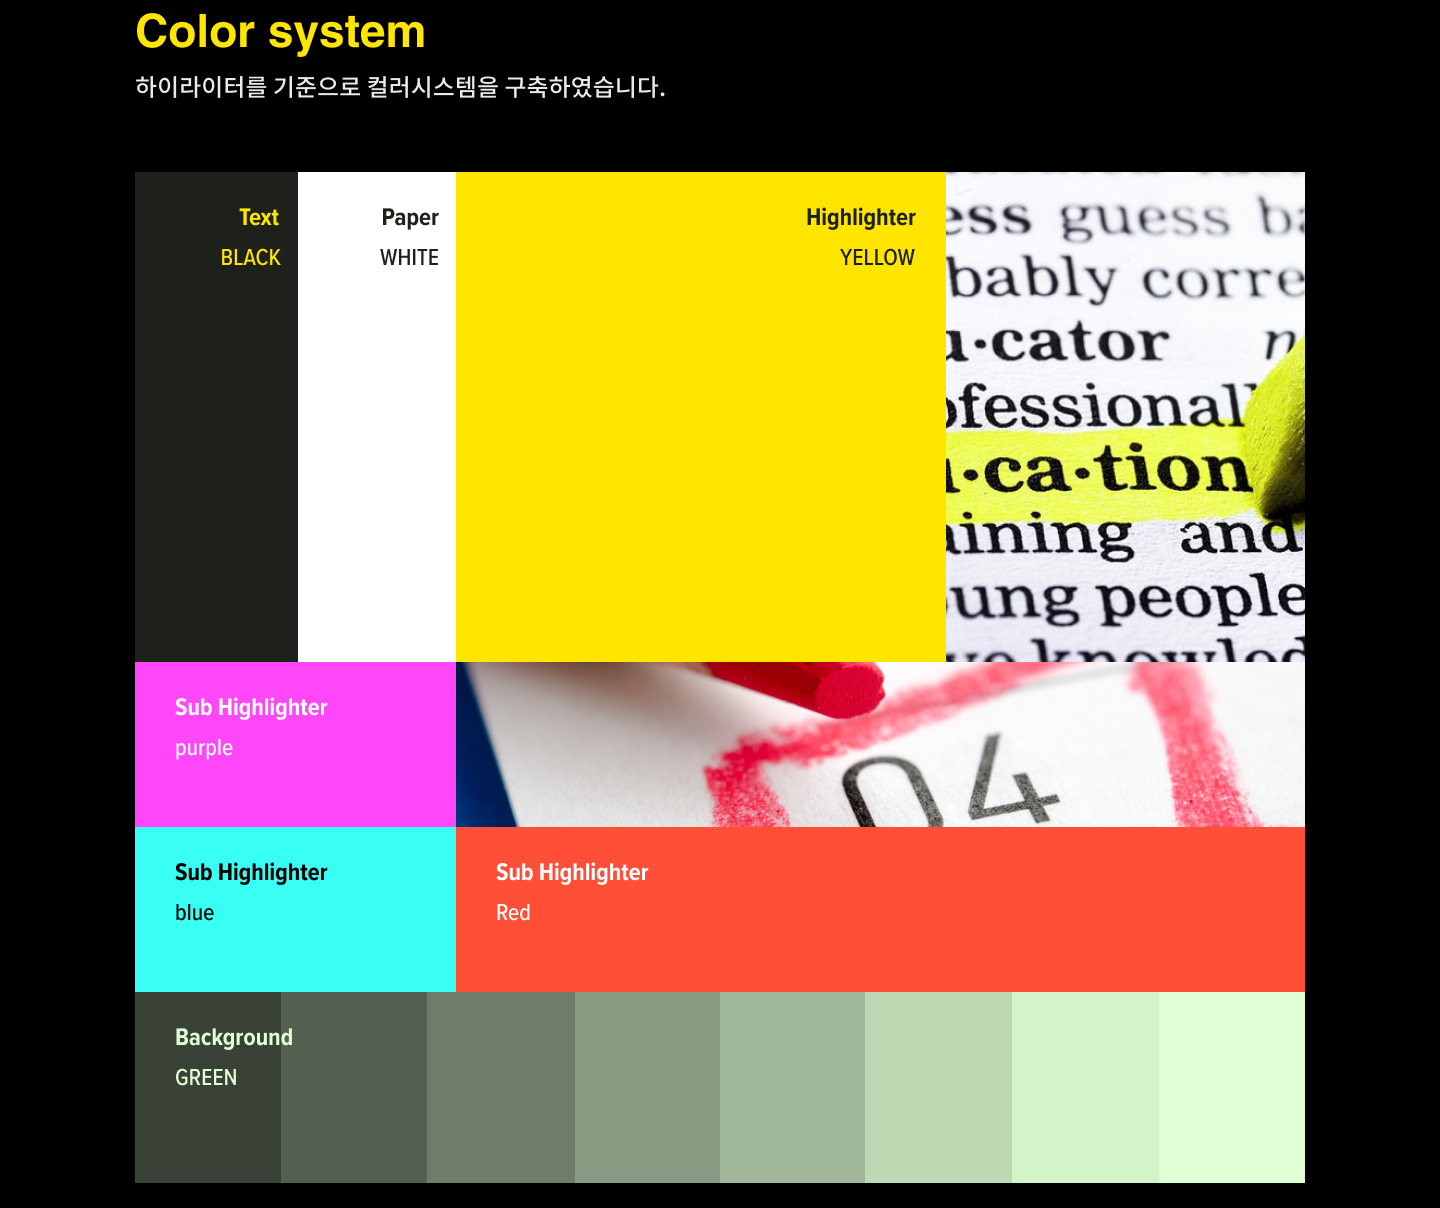 Color system
하이라이터를 기준으로 컬러시스템을 구축하였습니다.
Text
BLACK
Paper
WHITE
Highlighter
YELLOW
ess guess
bably corre
u·cator
ofessional
u·ca·tion
aining and
oung people
Sub Highlighter
purple
04
Sub Highlighter
blue
Sub Highlighter
Red
Background
GREEN